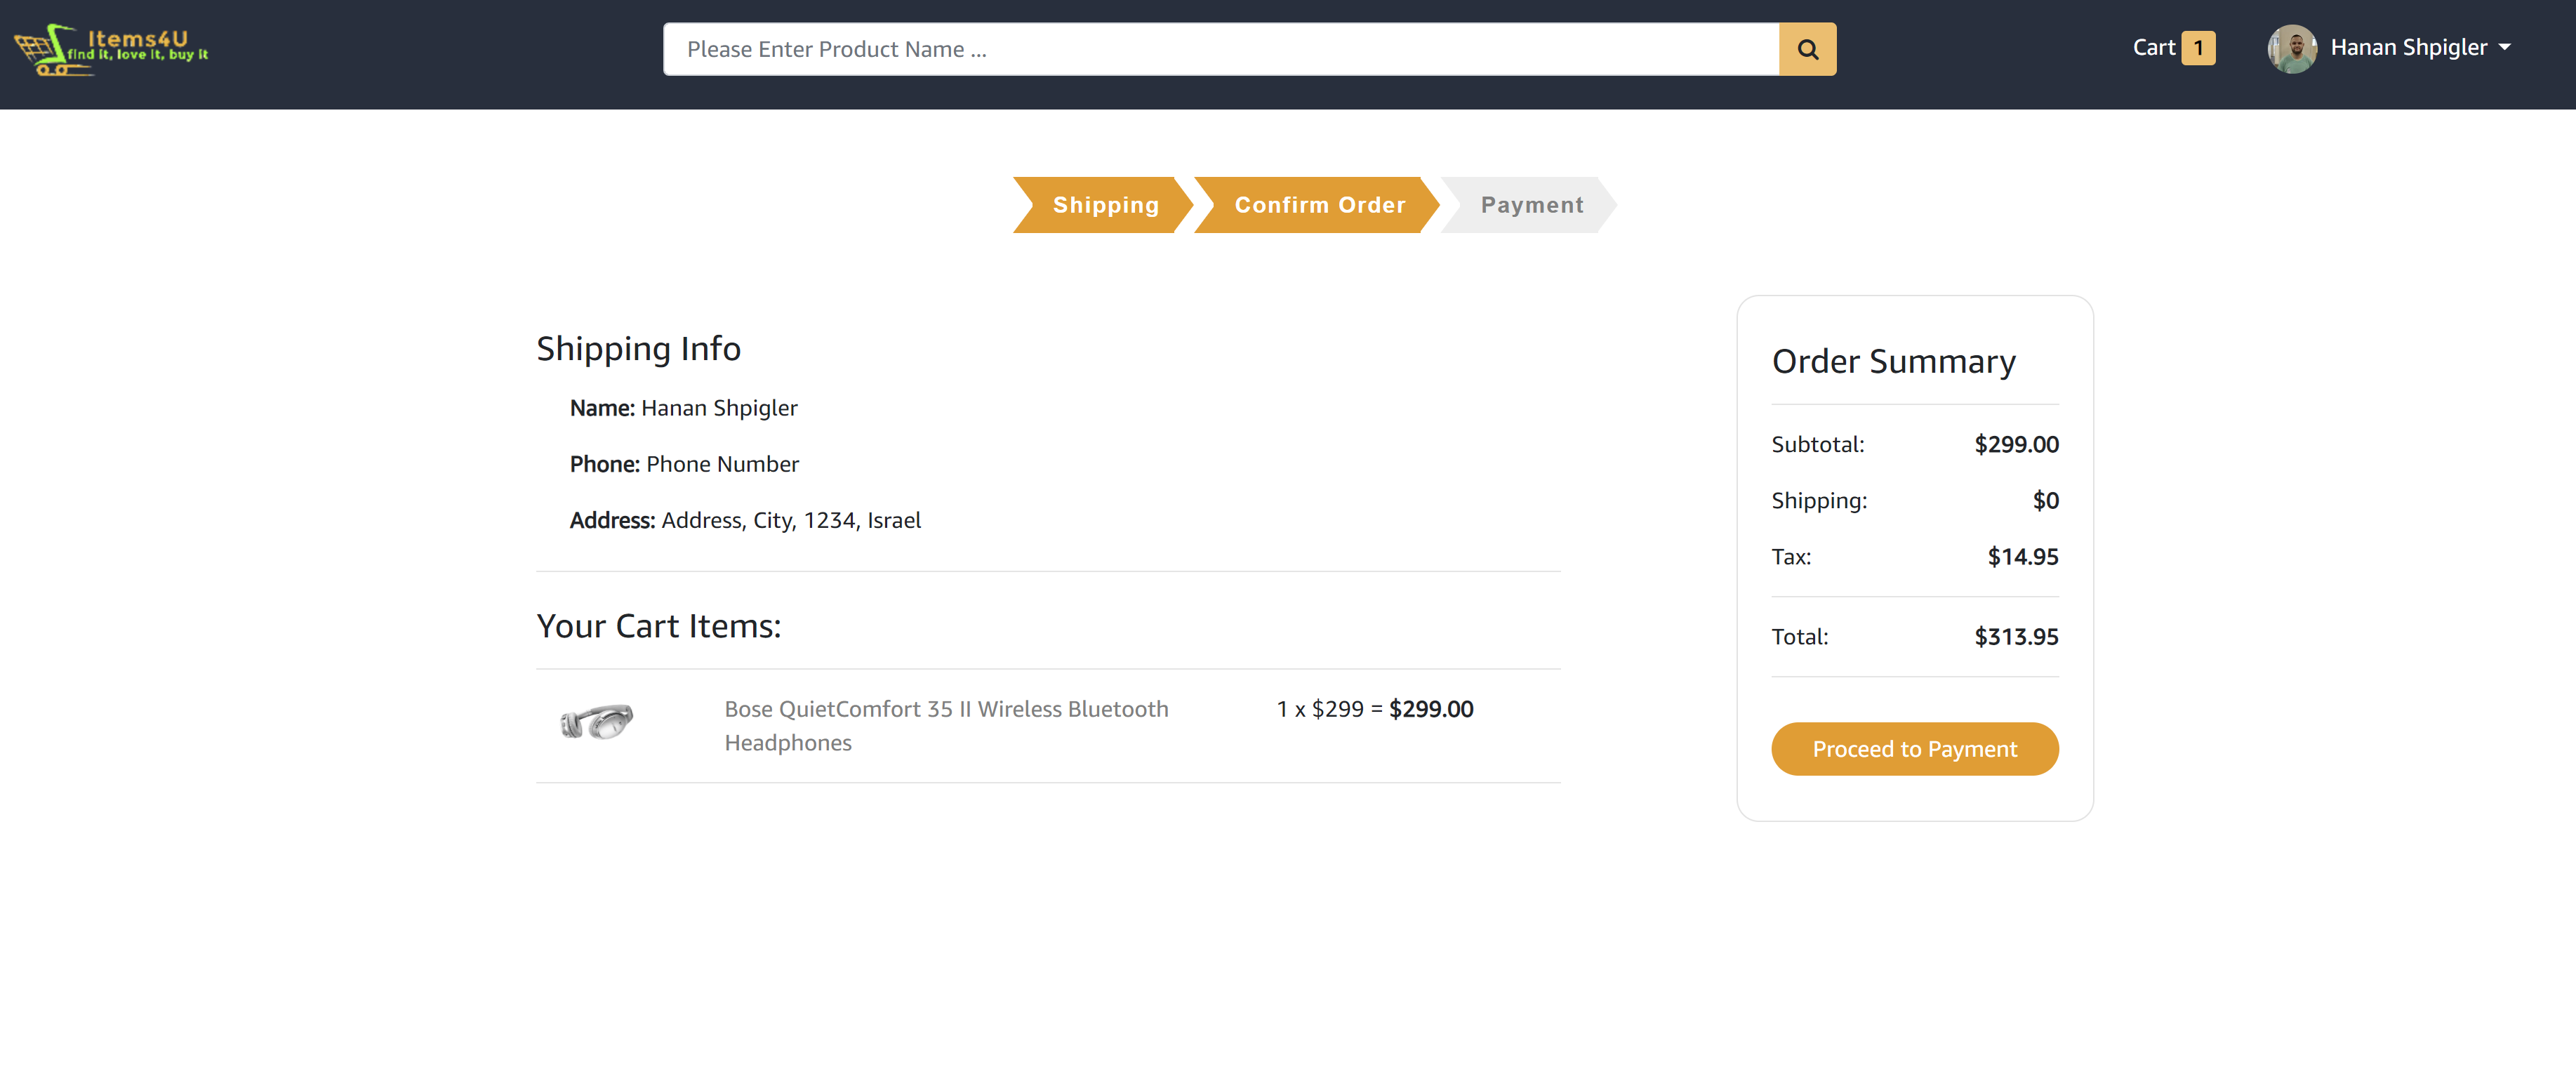 Items4U
find it, love it, buy it
Please Enter Product Name ...
Cart 1
Hanan Shpigler
Shipping
Confirm Order
Payment
Shipping Info
Name: Hanan Shpigler
Phone: Phone Number
Address: Address, City, 1234, Israel
Your Cart Items:
Bose QuietComfort 35 II Wireless Bluetooth
Headphones
1 x $299 = $299.00
Order Summary
Subtotal: $299.00
Shipping: $0
Tax: $14.95
Total: $313.95
Proceed to Payment